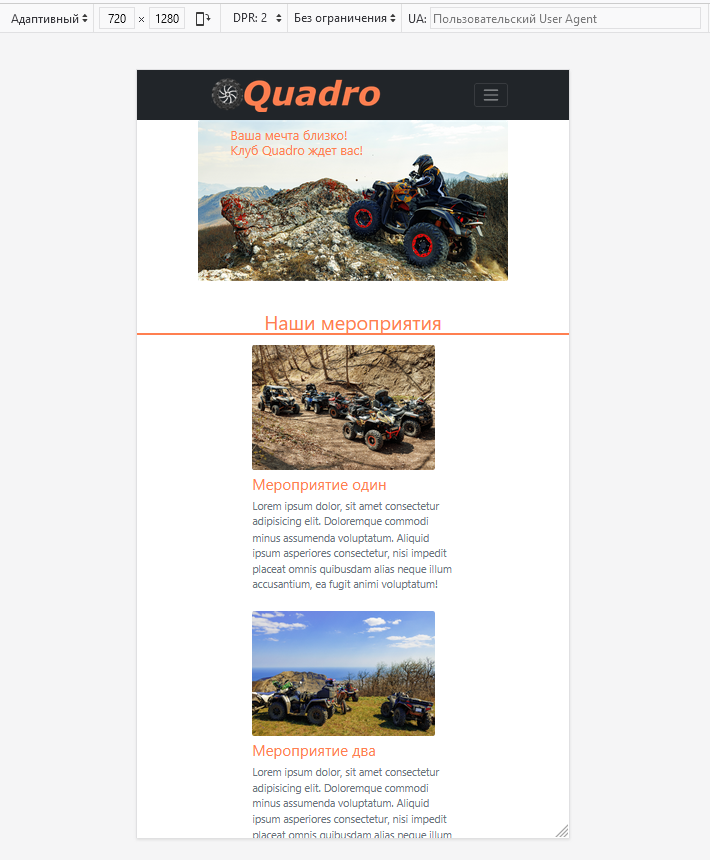 Адаптивный 720 × 1280 DPR: 2 Без ограничения UA: Пользовательский User Agent
Quadro
Ваша мечта близко!
Клуб Quadro ждет вас!
Наши мероприятия
Мероприятие один
Lorem ipsum dolor, sit amet consectetur
adipisicing elit. Doloremque commodi
minus assumenda voluptatum. Aliquid
ipsum asperiores consectetur, nisi impedit
placeat omnis quibusdam alias neque illum
accusantium, ea fugit animi voluptatum!
Мероприятие два
Lorem ipsum dolor, sit amet consectetur
adipisicing elit. Doloremque commodi
minus assumenda voluptatum. Aliquid
ipsum asperiores consectetur, nisi impedit
placeat omnis quibusdam alias neque illum